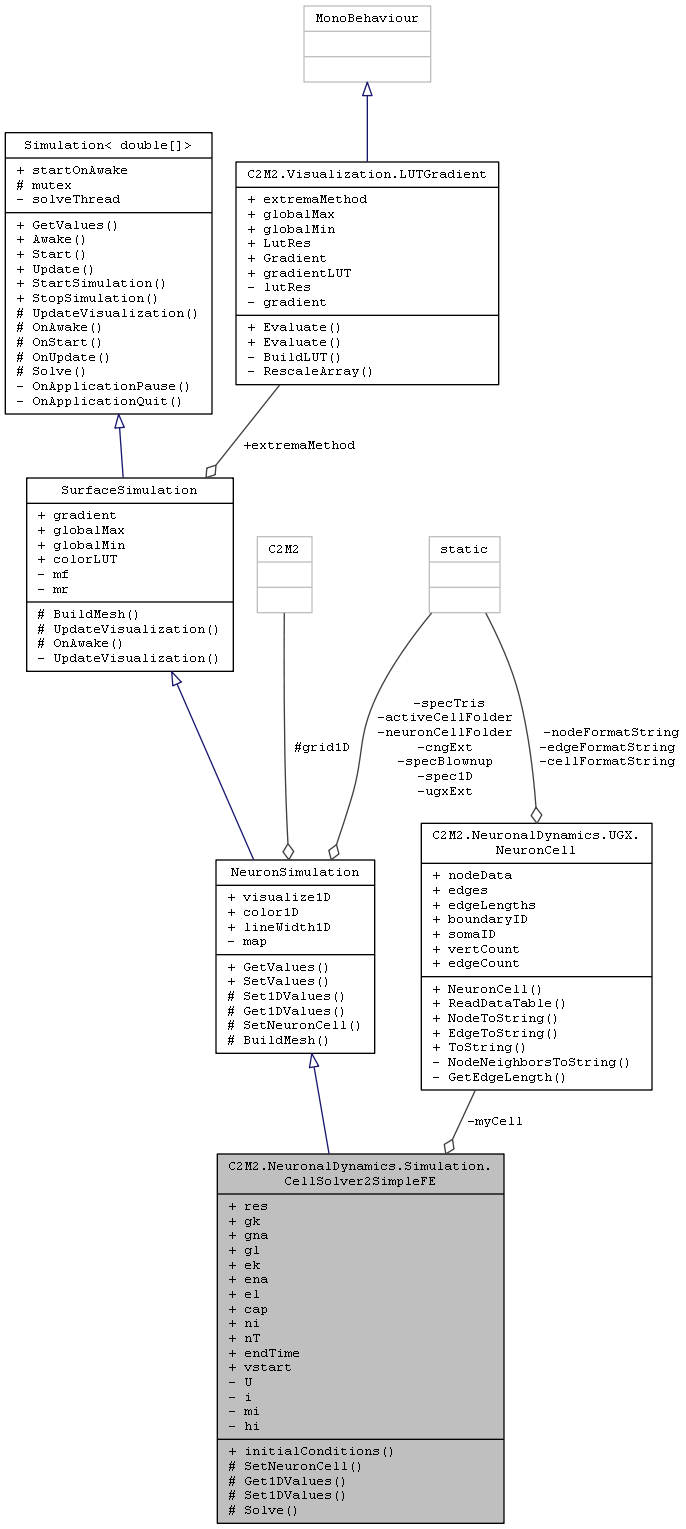 MonoBehaviour
Simulation< double[]>
+ startOnAwake
# mutex
- solveThread
+ GetValues()
+ Awake()
+ Start()
+ Update()
+ StartSimulation()
+ StopSimulation()
# UpdateVisualization()
# OnAwake()
# OnStart()
# OnUpdate()
# Solve()
- OnApplicationPause()
- OnApplicationQuit()
C2M2.Visualization.LUTGradient
+ extremaMethod
+ globalMax
+ globalMin
+ LutRes
+ Gradient
+ gradientLUT
- lutRes
- gradient
+ Evaluate()
+ Evaluate()
- BuildLUT()
- RescaleArray()
+extremaMethod
SurfaceSimulation
+ gradient
+ globalMax
+ globalMin
+ colorLUT
- mf
- mr
# BuildMesh()
# UpdateVisualization()
# OnAwake()
- UpdateVisualization()
C2M2
static
#grid1D
-specTris
-activeCellFolder
-neuronCellFolder
-cngExt
-specBlownup
-spec1D
-ugxExt
-nodeFormatString
-edgeFormatString
-cellFormatString
NeuronSimulation
+ visualize1D
+ color1D
+ lineWidth1D
- map
+ GetValues()
+ SetValues()
# Set1DValues()
# Get1DValues()
# SetNeuronCell()
# BuildMesh()
C2M2.NeuronalDynamics.UGX.
NeuronCell
+ nodeData
+ edges
+ edgeLengths
+ boundaryID
+ somaID
+ vertCount
+ edgeCount
+ NeuronCell()
+ ReadDataTable()
+ NodeToString()
+ EdgeToString()
+ ToString()
- NodeNeighborsToString()
- GetEdgeLength()
-myCell
C2M2.NeuronalDynamics.Simulation.
CellSolver2SimpleFE
+ res
+ gk
+ gna
+ gl
+ ek
+ ena
+ el
+ cap
+ ni
+ nT
+ endTime
+ vstart
- U
- i
- mi
- hi
+ initialConditions()
# SetNeuronCell()
# Get1DValues()
# Set1DValues()
# Solve()